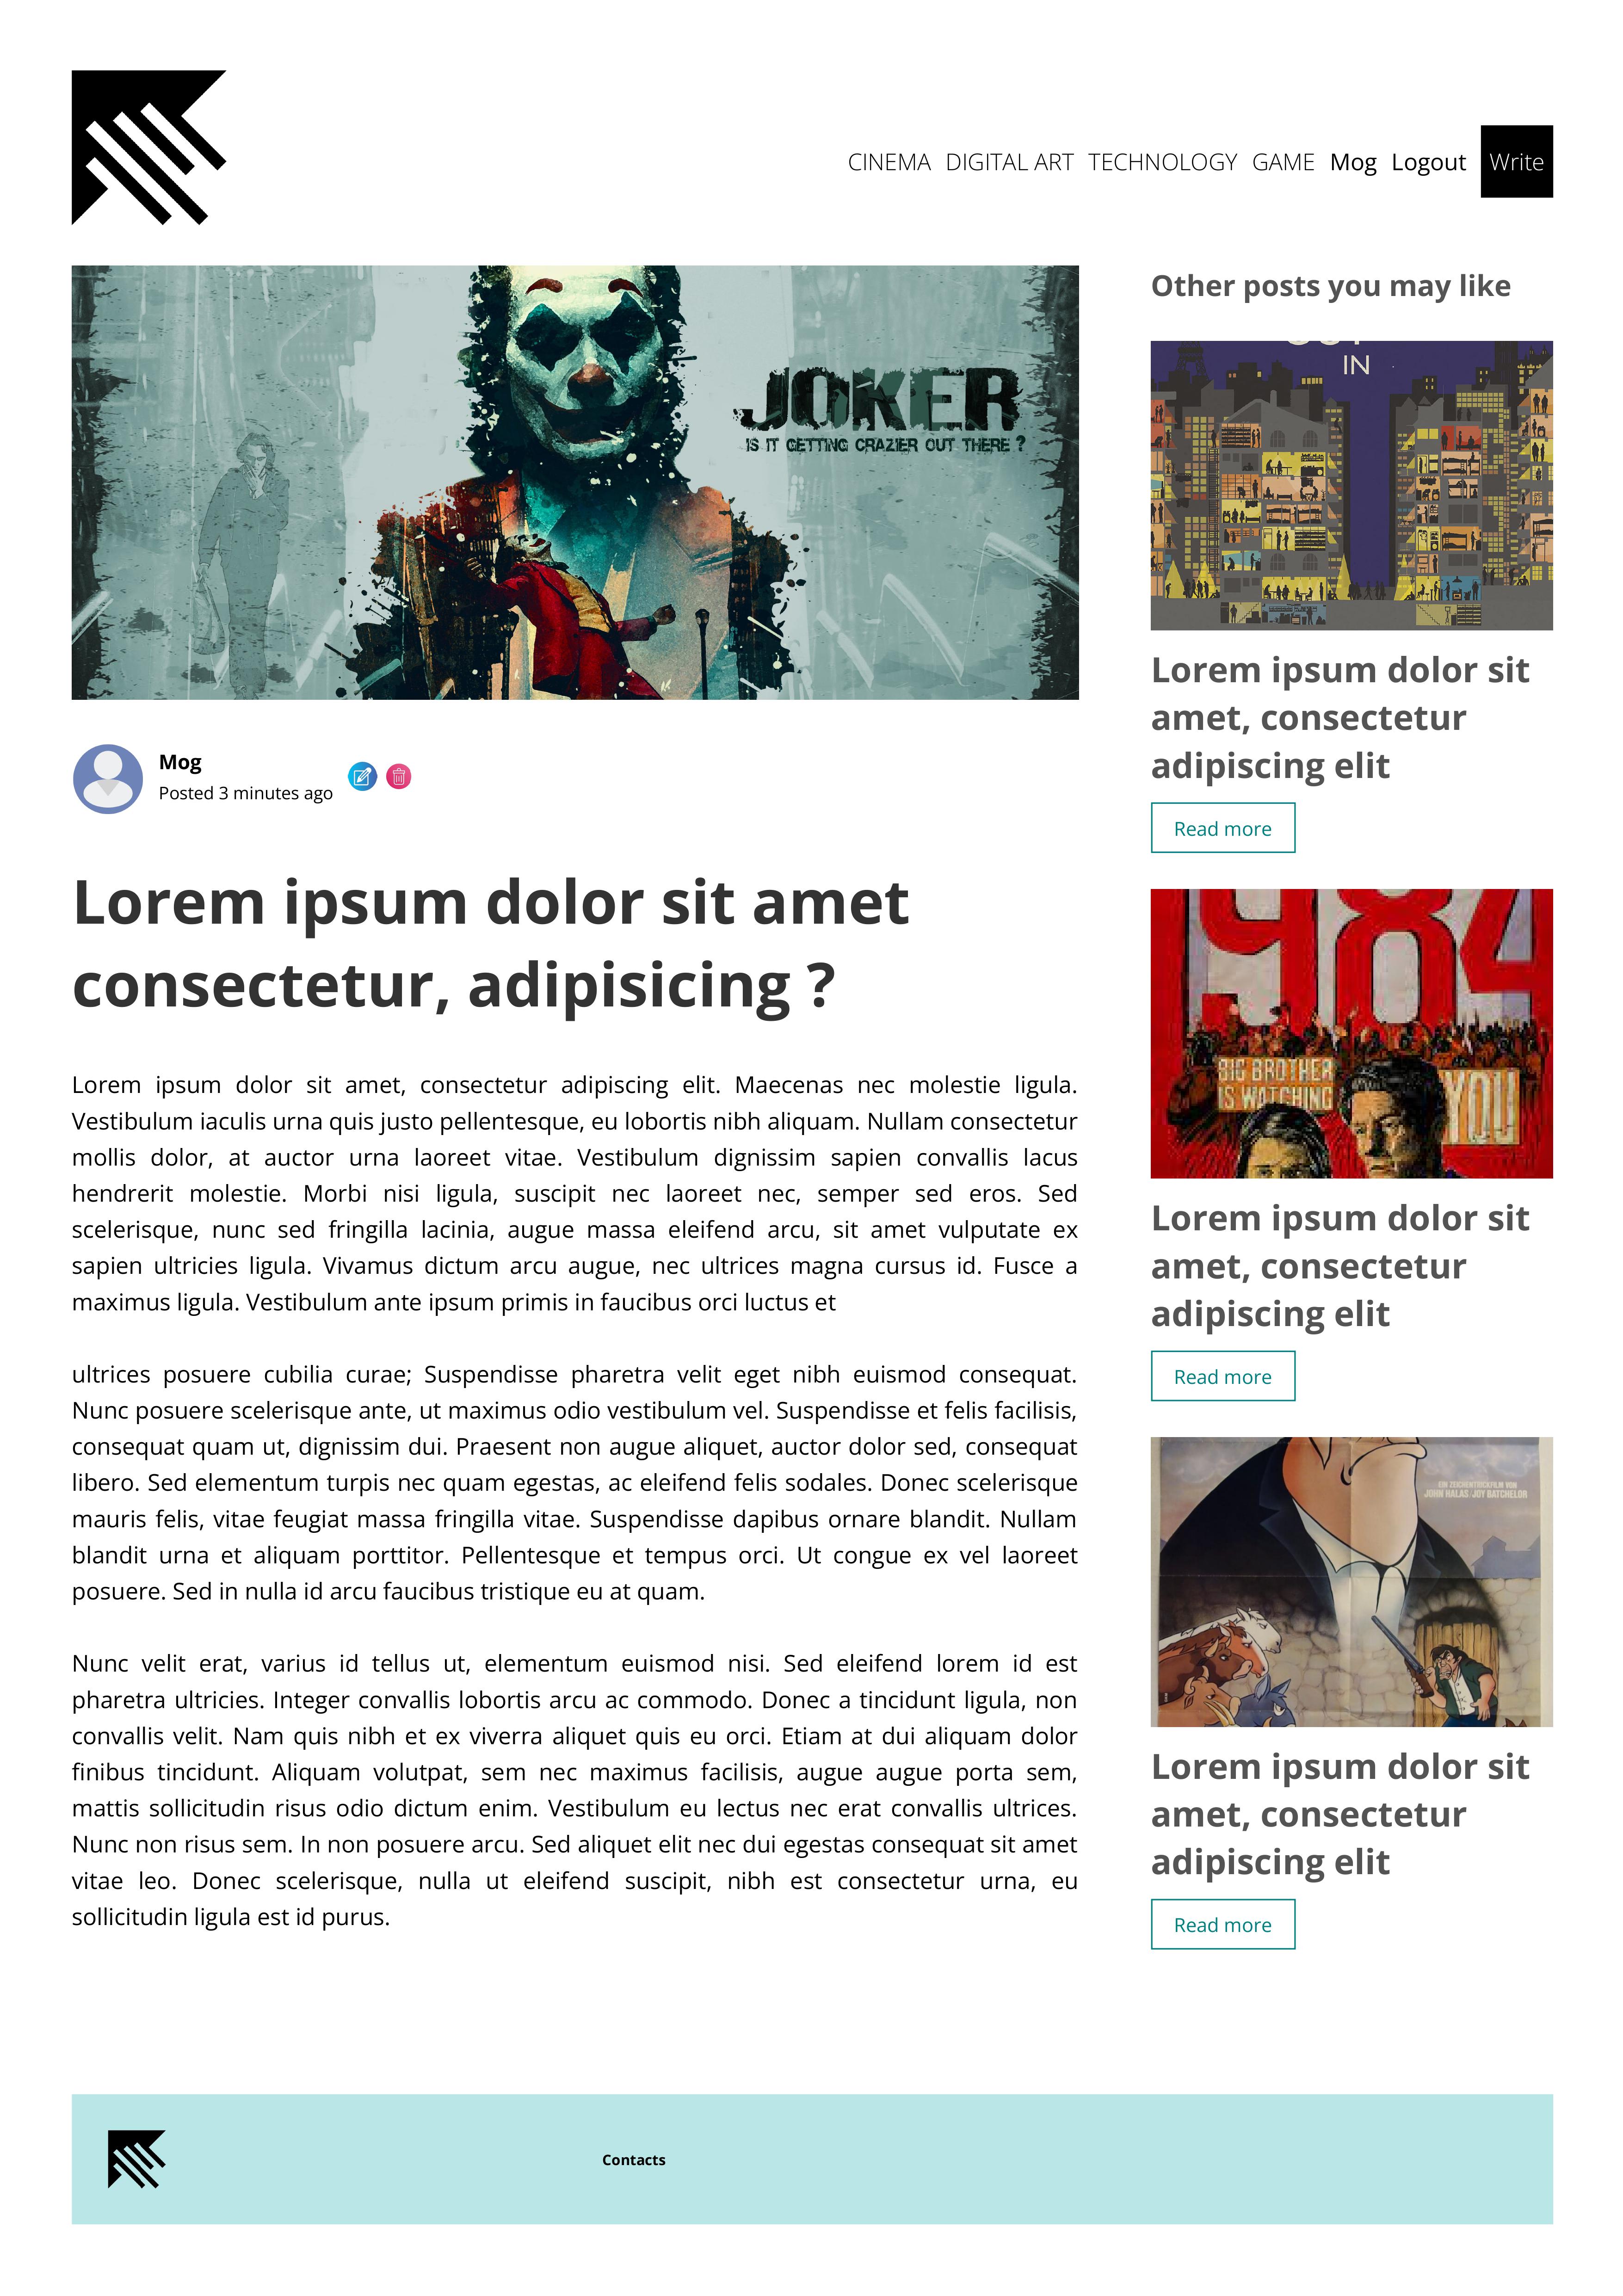 CINEMA DIGITAL ART TECHNOLOGY GAME Mog Logout Write
JOKER
IS IT GETTING CRAZIER OUT THERE ?
Mog
Posted 3 minutes ago
Lorem ipsum dolor sit amet
consectetur, adipisicing ?
Lorem ipsum dolor sit amet, consectetur adipiscing elit. Maecenas nec molestie ligula.
Vestibulum iaculis urna quis justo pellentesque, eu lobortis nibh aliquam. Nullam consectetur
mollis dolor, at auctor urna laoreet vitae. Vestibulum dignissim sapien convallis lacus
hendrerit molestie. Morbi nisi ligula, suscipit nec laoreet nec, semper sed eros. Sed
scelerisque, nunc sed fringilla lacinia, augue massa eleifend arcu, sit amet vulputate ex
sapien ultricies ligula. Vivamus dictum arcu augue, nec ultrices magna cursus id. Fusce a
maximus ligula. Vestibulum ante ipsum primis in faucibus orci luctus et
ultrices posuere cubilia curae; Suspendisse pharetra velit eget nibh euismod consequat.
Nunc posuere scelerisque ante, ut maximus odio vestibulum vel. Suspendisse et felis facilisis,
consequat quam ut, dignissim dui. Praesent non augue aliquet, auctor dolor sed, consequat
libero. Sed elementum turpis nec quam egestas, ac eleifend felis sodales. Donec scelerisque
mauris felis, vitae feugiat massa fringilla vitae. Suspendisse dapibus ornare blandit. Nullam
blandit urna et aliquam porttitor. Pellentesque et tempus orci. Ut congue ex vel laoreet
posuere. Sed in nulla id arcu faucibus tristique eu at quam.
Nunc velit erat, varius id tellus ut, elementum euismod nisi. Sed eleifend lorem id est
pharetra ultricies. Integer convallis lobortis arcu ac commodo. Donec a tincidunt ligula, non
convallis velit. Nam quis nibh et ex viverra aliquet quis eu orci. Etiam at dui aliquam dolor
finibus tincidunt. Aliquam volutpat, sem nec maximus facilisis, augue augue porta sem,
mattis sollicitudin risus odio dictum enim. Vestibulum eu lectus nec erat convallis ultrices.
Nunc non risus sem. In non posuere arcu. Sed aliquet elit nec dui egestas consequat sit amet
vitae leo. Donec scelerisque, nulla ut eleifend suscipit, nibh est consectetur urna, eu
sollicitudin ligula est id purus.
Other posts you may like
IN
Lorem ipsum dolor sit
amet, consectetur
adipiscing elit
Read more
1984
BIG BROTHER
IS WATCHING
YOU
Lorem ipsum dolor sit
amet, consectetur
adipiscing elit
Read more
EIN ZEICHENTRICKFILM VON
JOHN HALAS/JOY BATCHELOR
Lorem ipsum dolor sit
amet, consectetur
adipiscing elit
Read more
Contacts